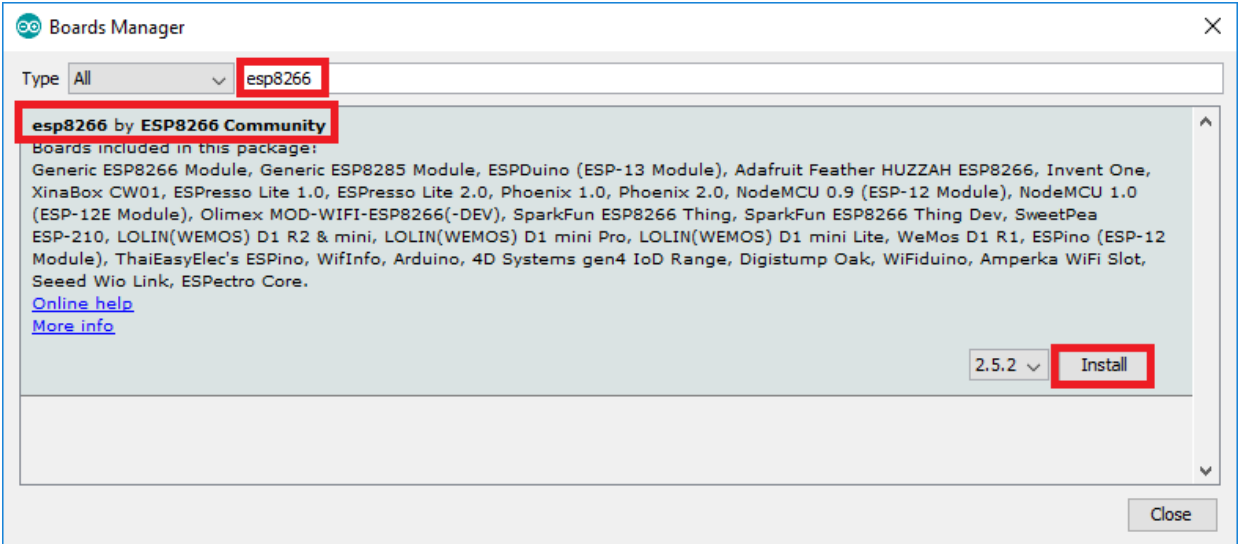 Boards Manager
Type All esp8266
esp8266 by ESP8266 Community
Boards included in this package:
Generic ESP8266 Module, Generic ESP8285 Module, ESPDuino (ESP-13 Module), Adafruit Feather HUZZAH ESP8266, Invent One,
XinaBox CW01, ESPresso Lite 1.0, ESPresso Lite 2.0, Phoenix 1.0, Phoenix 2.0, NodeMCU 0.9 (ESP-12 Module), NodeMCU 1.0
(ESP-12E Module), Olimex MOD-WIFI-ESP8266(-DEV), SparkFun ESP8266 Thing, SparkFun ESP8266 Thing Dev, SweetPea
ESP-210, LOLIN(WEMOS) D1 R2 & mini, LOLIN(WEMOS) D1 mini Pro, LOLIN(WEMOS) D1 mini Lite, WeMos D1 R1, ESPino (ESP-12
Module), ThaiEasyElec's ESPino, WifInfo, Arduino, 4D Systems gen4 IoD Range, Digistump Oak, WiFiduino, Amperka WiFi Slot,
Seeed Wio Link, ESPectro Core.
Online help
More info
2.5.2 Install
Close